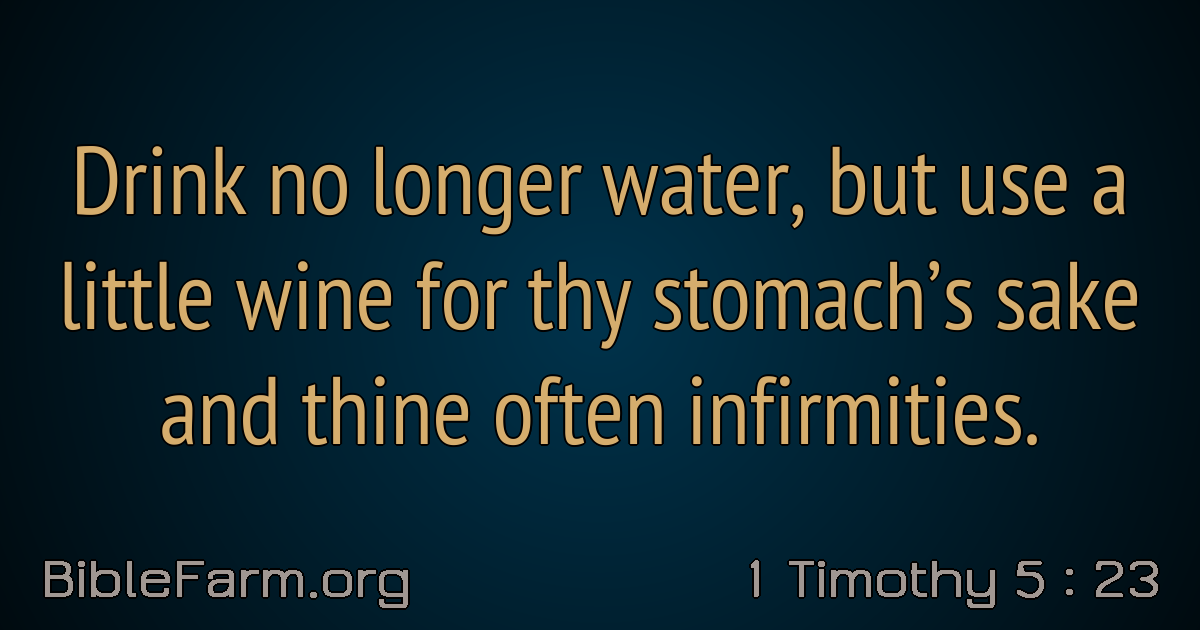 Drink no longer water, but use a
little wine for thy stomach’s sake
and thine often infirmities.
BibleFarm.org
1 Timothy 5 : 23